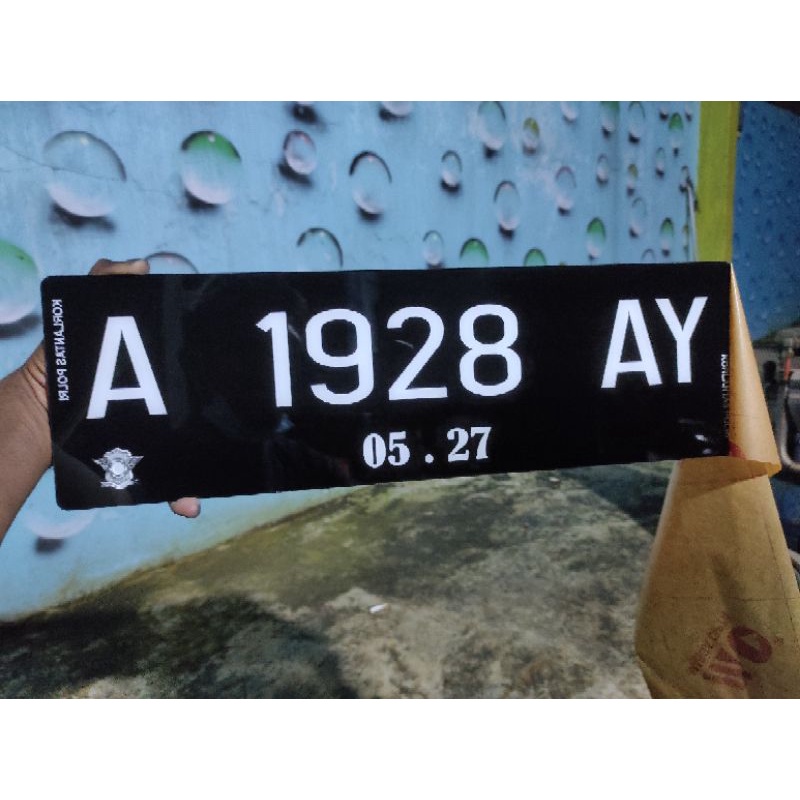 KORLANTAS POLRI
A 1928 AY
05 . 27